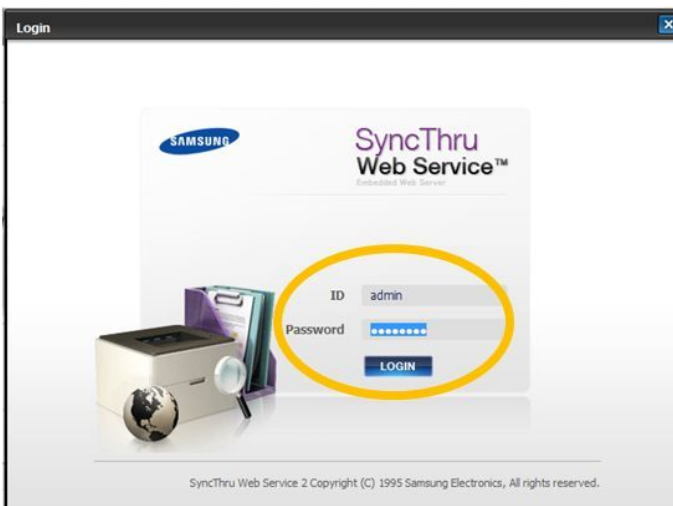 Login
SAMSUNG
SyncThru
Web Service™
Embedded Web Server
ID admin
Password ••••••••
LOGIN
SyncThru Web Service 2 Copyright (C) 1995 Samsung Electronics, All rights reserved.